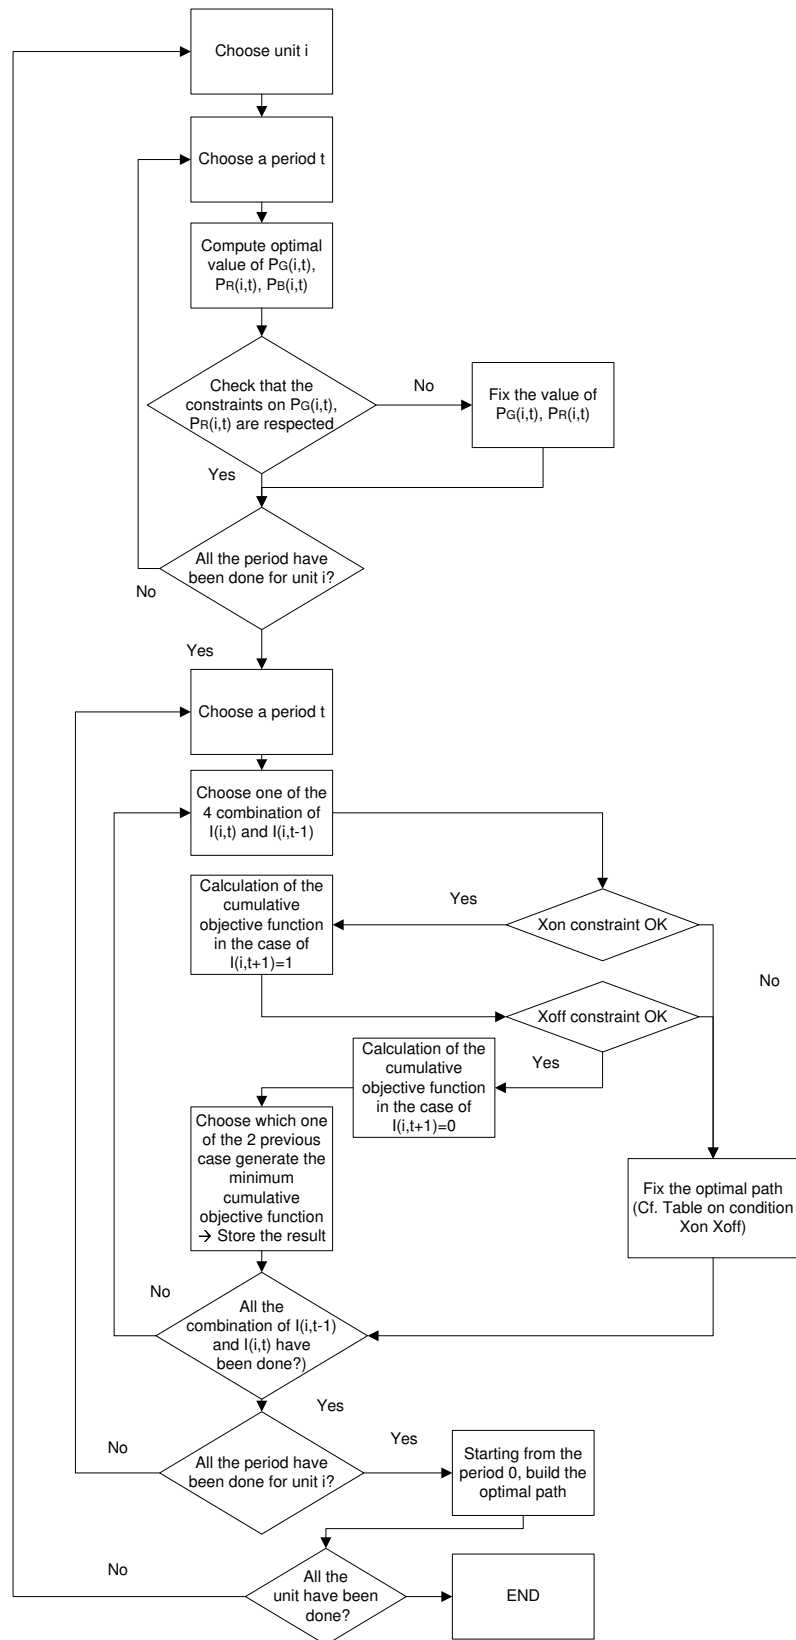 Choose unit i
Choose a period t
Compute optimal
value of PG(i,t),
PR(i,t), PB(i,t)
Check that the
constraints on PG(i,t),
PR(i,t) are respected
No
Fix the value of
PG(i,t), PR(i,t)
Yes
All the period have
been done for unit i?
No
Yes
Choose a period t
Choose one of the
4 combination of
I(i,t) and I(i,t-1)
Calculation of the
cumulative
objective function
in the case of
I(i,t+1)=1
Yes
Xon constraint OK
No
Xoff constraint OK
Yes
Calculation of the
cumulative
objective function
in the case of
I(i,t+1)=0
Choose which one
of the 2 previous
case generate the
minimum
cumulative
objective function
→ Store the result
Fix the optimal path
(Cf. Table on condition
Xon Xoff)
No
All the
combination of I(i,t-1)
and I(i,t) have
been done?)
Yes
No
All the period have
been done for unit i?
Yes
Starting from the
period 0, build the
optimal path
No
All the
unit have been
done?
END